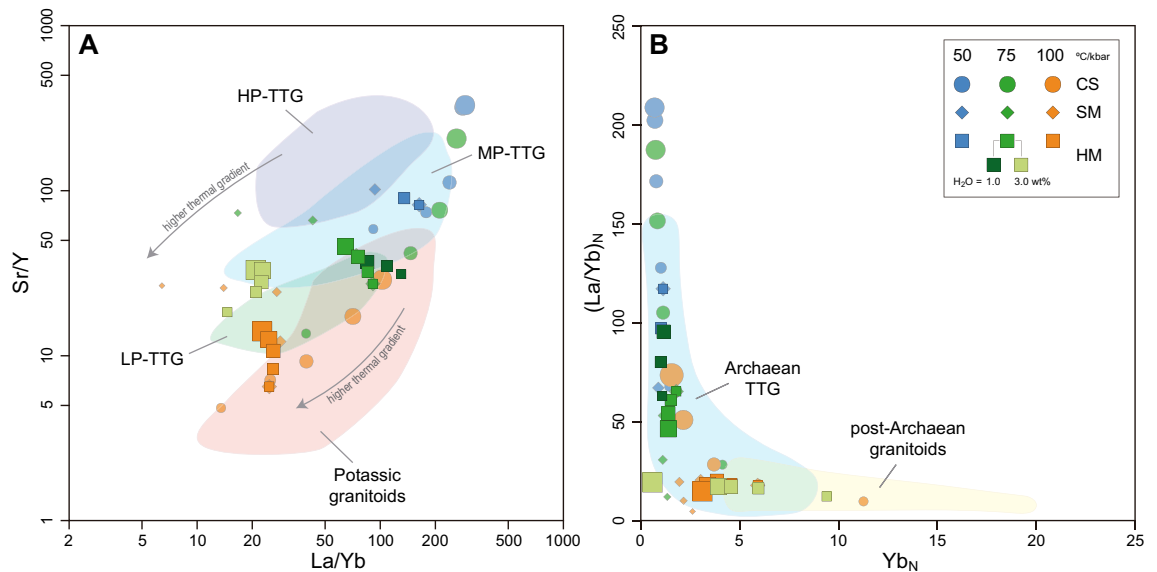 A
HP-TTG
MP-TTG
higher thermal gradient
LP-TTG
higher thermal gradient
Potassic
granitoids
Sr/Y
1000
500
100
50
10
5
1
2
5
10
20
50
100
200
500
1000
La/Yb
B
50 75 100 ºC/kbar
CS
SM
HM
H₂O = 1.0 3.0 wt%
Archaean
TTG
post-Archaean
granitoids
(La/Yb)N
250
200
150
100
50
0
0
5
10
15
20
25
YbN